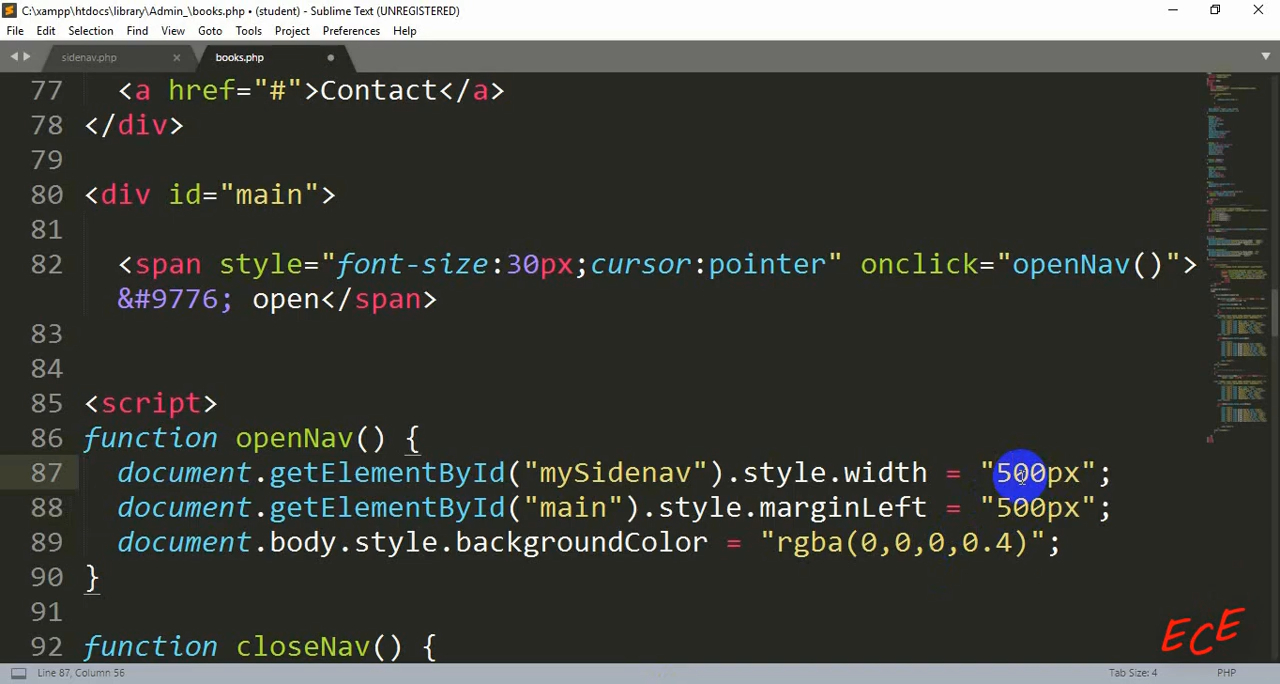 C:\xampp\htdocs\library\Admin_\books.php • (student) - Sublime Text (UNREGISTERED)
File Edit Selection Find View Goto Tools Project Preferences Help
sidenav.php books.php
77 <a href="#">Contact</a>
78 </div>
79
80 <div id="main">
81
82 <span style="font-size:30px;cursor:pointer" onclick="openNav()">
&#9776; open</span>
83
84
85 <script>
86 function openNav() {
87 document.getElementById("mySidenav").style.width = "500px";
88 document.getElementById("main").style.marginLeft = "500px";
89 document.body.style.backgroundColor = "rgba(0,0,0,0.4)";
90 }
91
92 function closeNav() {
ECE
Line 87, Column 56 Tab Size: 4 PHP